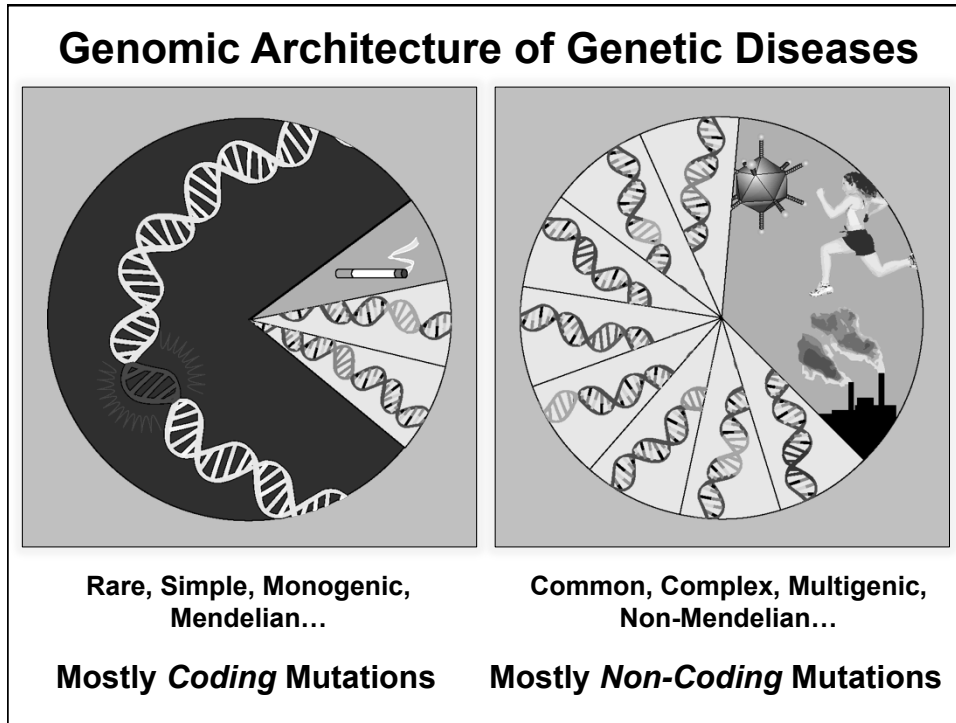 Genomic Architecture of Genetic Diseases
Rare, Simple, Monogenic,
Mendelian…
Mostly Coding Mutations
Common, Complex, Multigenic,
Non-Mendelian…
Mostly Non-Coding Mutations